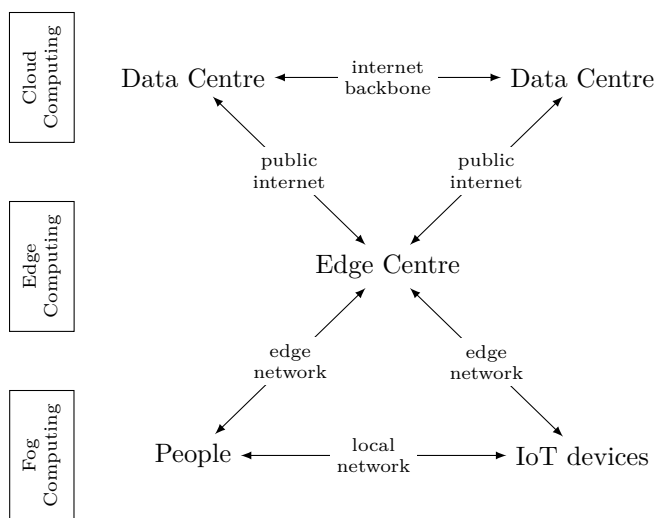 Cloud
Computing
Data Centre
internet
backbone
Data Centre
public
internet
public
internet
Edge
Computing
Edge Centre
edge
network
edge
network
Fog
Computing
People
local
network
IoT devices